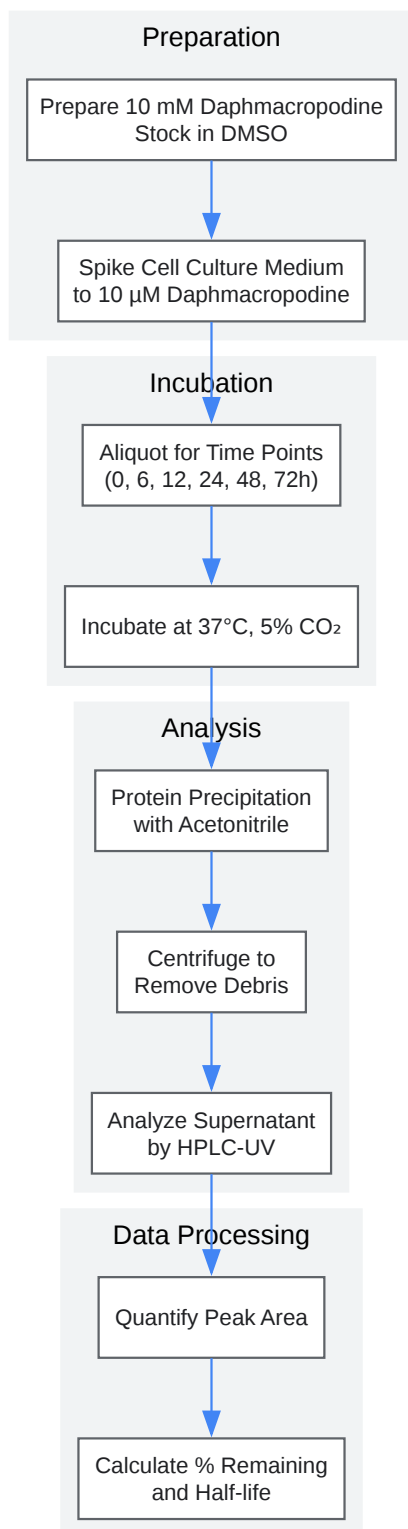 Preparation
Prepare 10 mM Daphmacropodine
Stock in DMSO
Spike Cell Culture Medium
to 10 µM Daphmacropodine
Incubation
Aliquot for Time Points
(0, 6, 12, 24, 48, 72h)
Incubate at 37°C, 5% CO₂
Analysis
Protein Precipitation
with Acetonitrile
Centrifuge to
Remove Debris
Analyze Supernatant
by HPLC-UV
Data Processing
Quantify Peak Area
Calculate % Remaining
and Half-life